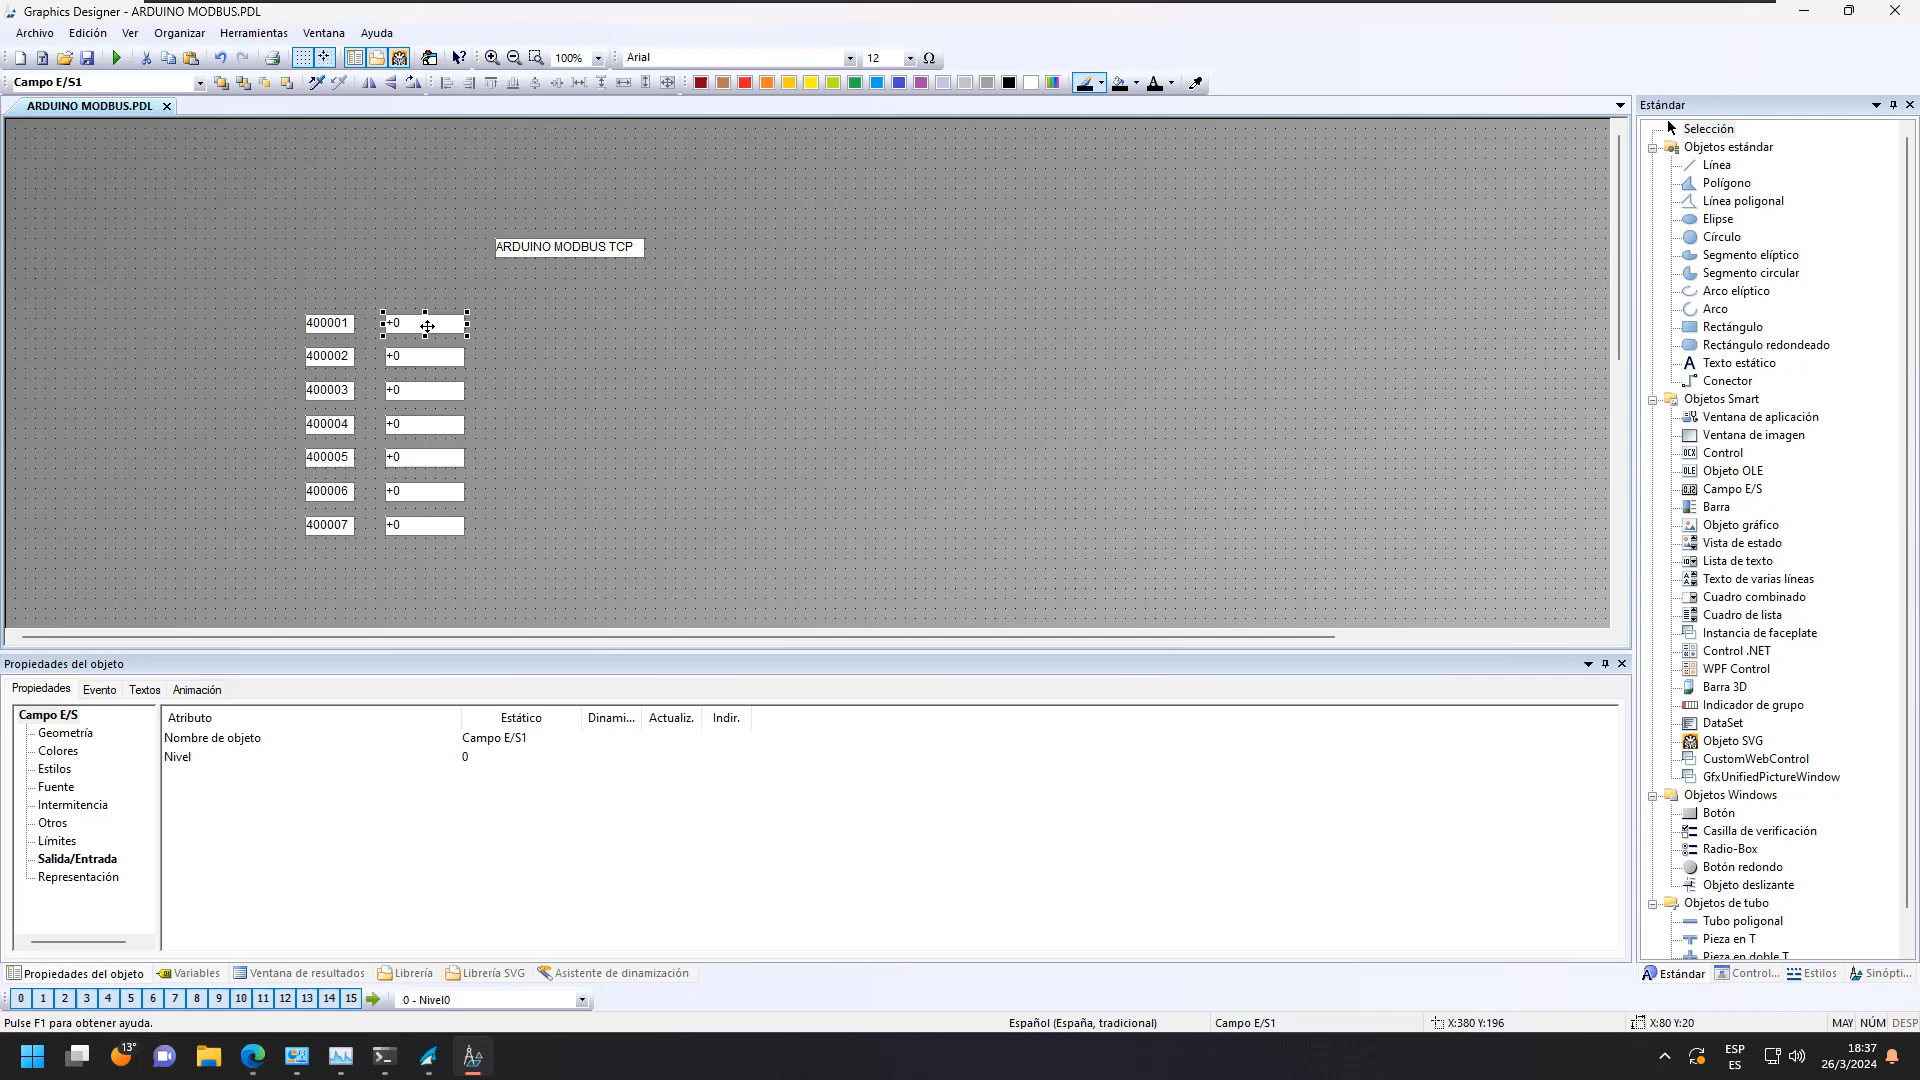 Graphics Designer - ARDUINO MODBUS.PDL
Archivo Edición Ver Organizar Herramientas Ventana Ayuda
100% Arial 12 Ω
Campo E/S1
ARDUINO MODBUS.PDL
ARDUINO MODBUS TCP
400001 +0
400002 +0
400003 +0
400004 +0
400005 +0
400006 +0
400007 +0
Estándar
Selección
Objetos estándar
Línea
Polígono
Línea poligonal
Elipse
Círculo
Segmento elíptico
Segmento circular
Arco elíptico
Arco
Rectángulo
Rectángulo redondeado
Texto estático
Conector
Objetos Smart
Ventana de aplicación
Ventana de imagen
Control
Objeto OLE
Campo E/S
Barra
Objeto gráfico
Vista de estado
Lista de texto
Texto de varias líneas
Cuadro combinado
Cuadro de lista
Instancia de faceplate
Control .NET
WPF Control
Barra 3D
Indicador de grupo
DataSet
Objeto SVG
CustomWebControl
GfxUnifiedPictureWindow
Objetos Windows
Botón
Casilla de verificación
Radio-Box
Botón redondo
Objeto deslizante
Objetos de tubo
Tubo poligonal
Pieza en T
Pieza en doble T
Estándar Control... Estilos Sinópti...
Propiedades del objeto
Propiedades Evento Textos Animación
Campo E/S
Geometría
Colores
Estilos
Fuente
Intermitencia
Otros
Límites
Salida/Entrada
Representación
Atributo Estático Dinami... Actualiz. Indir.
Nombre de objeto Campo E/S1
Nivel 0
Propiedades del objeto Variables Ventana de resultados Librería Librería SVG Asistente de dinamización
0 1 2 3 4 5 6 7 8 9 10 11 12 13 14 15 0 - Nivel0
Pulse F1 para obtener ayuda. Español (España, tradicional) Campo E/S1 X:380 Y:196 X:80 Y:20 MAY NÚM DESP
13°
ESP
ES
18:37
26/3/2024